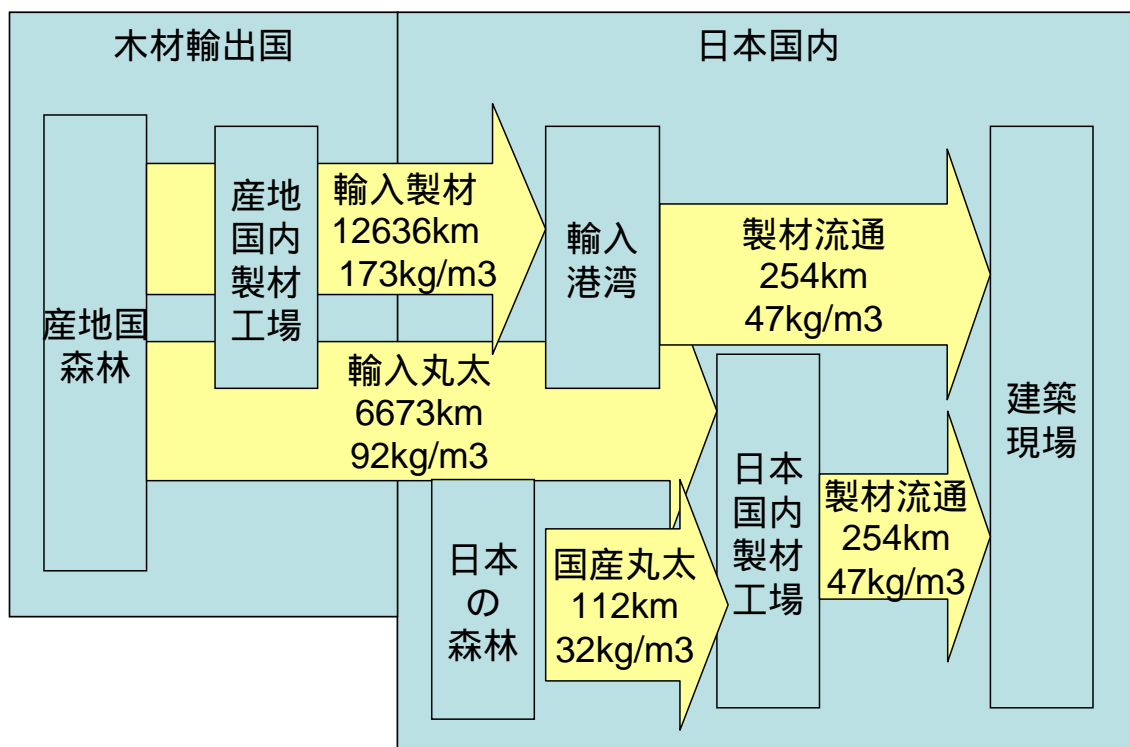 木材輸出国
日本国内
産地国
森林
産地
国内
製材
工場
輸入製材
12636km
173kg/m3
輸入
港湾
製材流通
254km
47kg/m3
輸入丸太
6673km
92kg/m3
日本
の
森林
国産丸太
112km
32kg/m3
日本
国内
製材
工場
製材流通
254km
47kg/m3
建築
現場